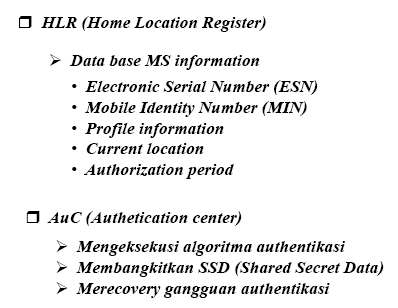 ❒ HLR (Home Location Register)
➢ Data base MS information
• Electronic Serial Number (ESN)
• Mobile Identity Number (MIN)
• Profile information
• Current location
• Authorization period
❒ AuC (Authetication center)
➢ Mengeksekusi algoritma authentikasi
➢ Membangkitkan SSD (Shared Secret Data)
➢ Merecovery gangguan authentikasi